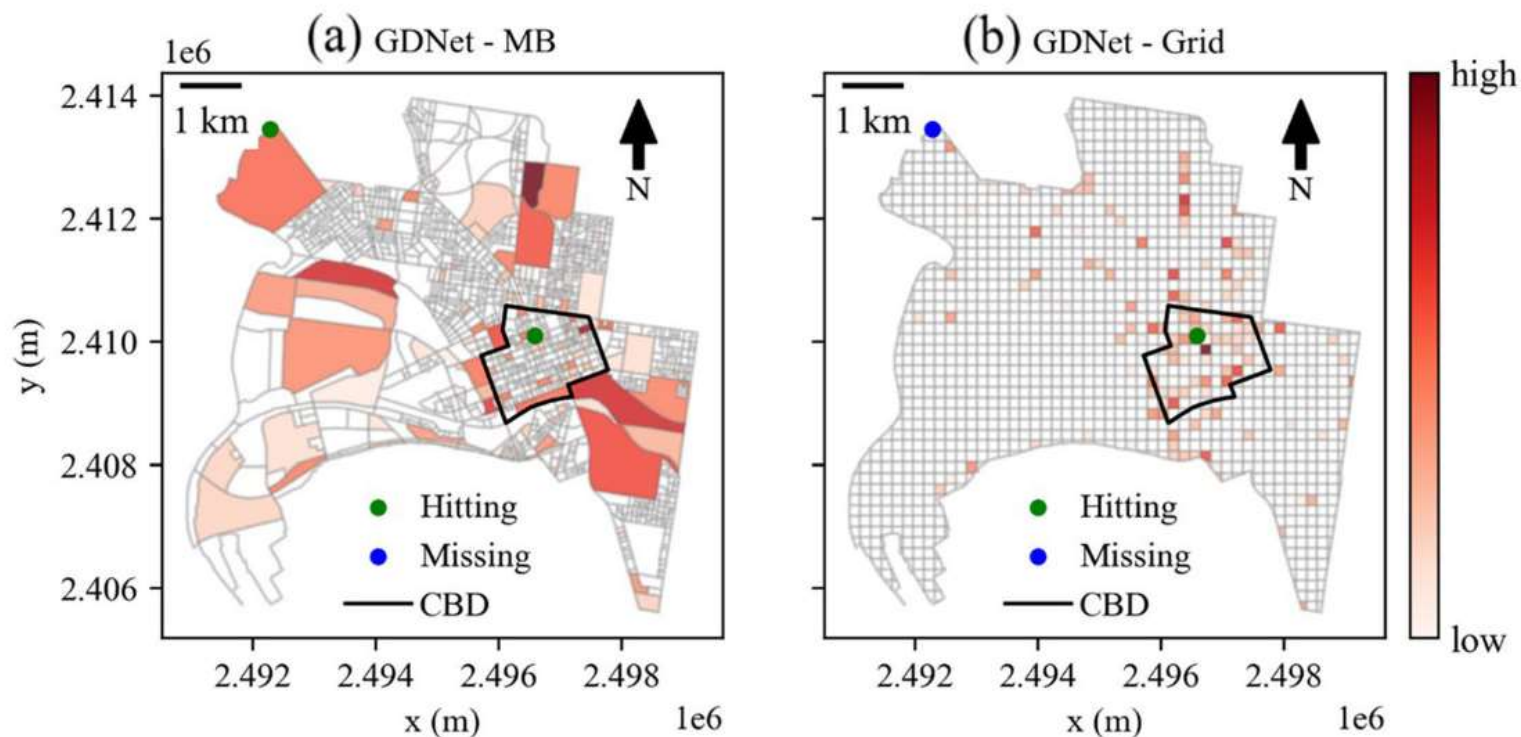 (a) GDNet - MB
1e6
1 km
N
2.414
2.412
2.410
2.408
2.406
y (m)
Hitting
Missing
CBD
2.492 2.494 2.496 2.498
x (m)
1e6
(b) GDNet - Grid
1 km
N
Hitting
Missing
CBD
2.492 2.494 2.496 2.498
x (m)
1e6
high
low